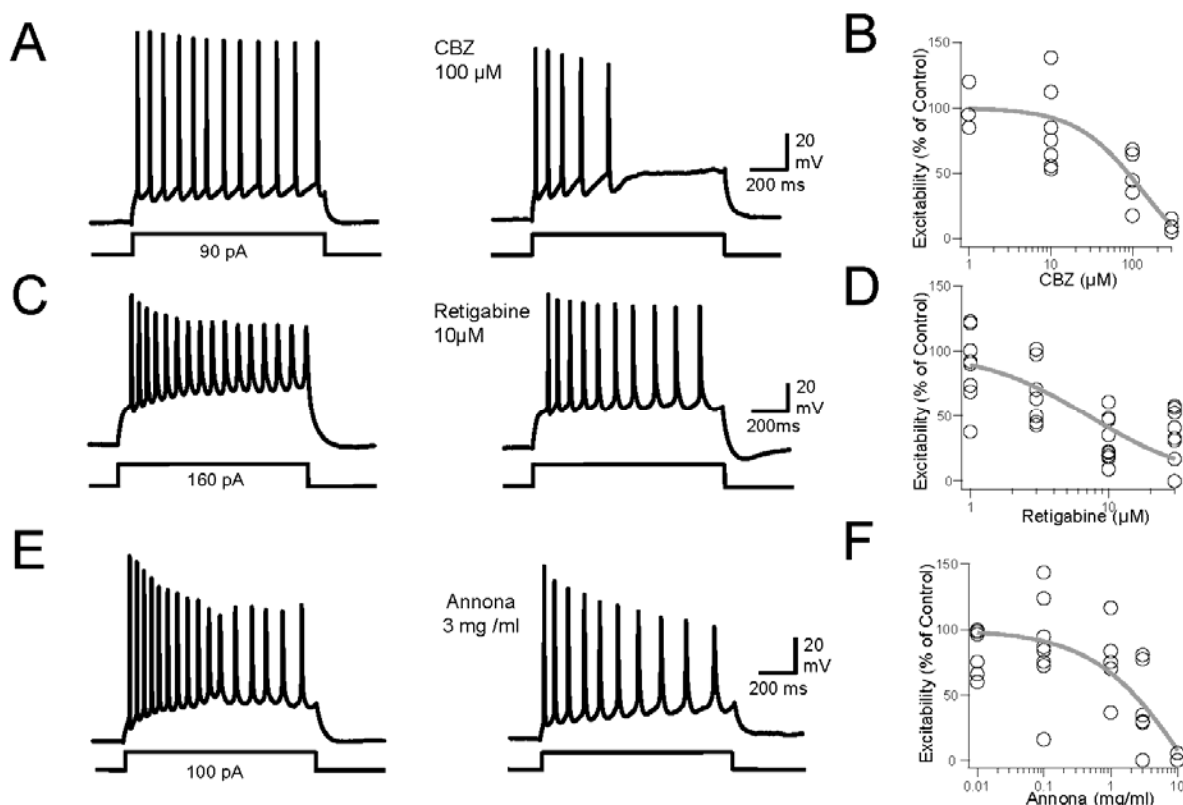 A
CBZ
100 µM
20
mV
200 ms
90 pA
B
Excitability (% of Control)
150
100
50
0
1
10
100
CBZ (µM)
C
Retigabine
10µM
20
mV
200ms
160 pA
D
Excitability (% of Control)
150
100
50
0
1
10
Retigabine (µM)
E
Annona
3 mg /ml
20
mV
200 ms
100 pA
F
Excitability (% of Control)
150
100
50
0
0.01
0.1
1
10
Annona (mg/ml)